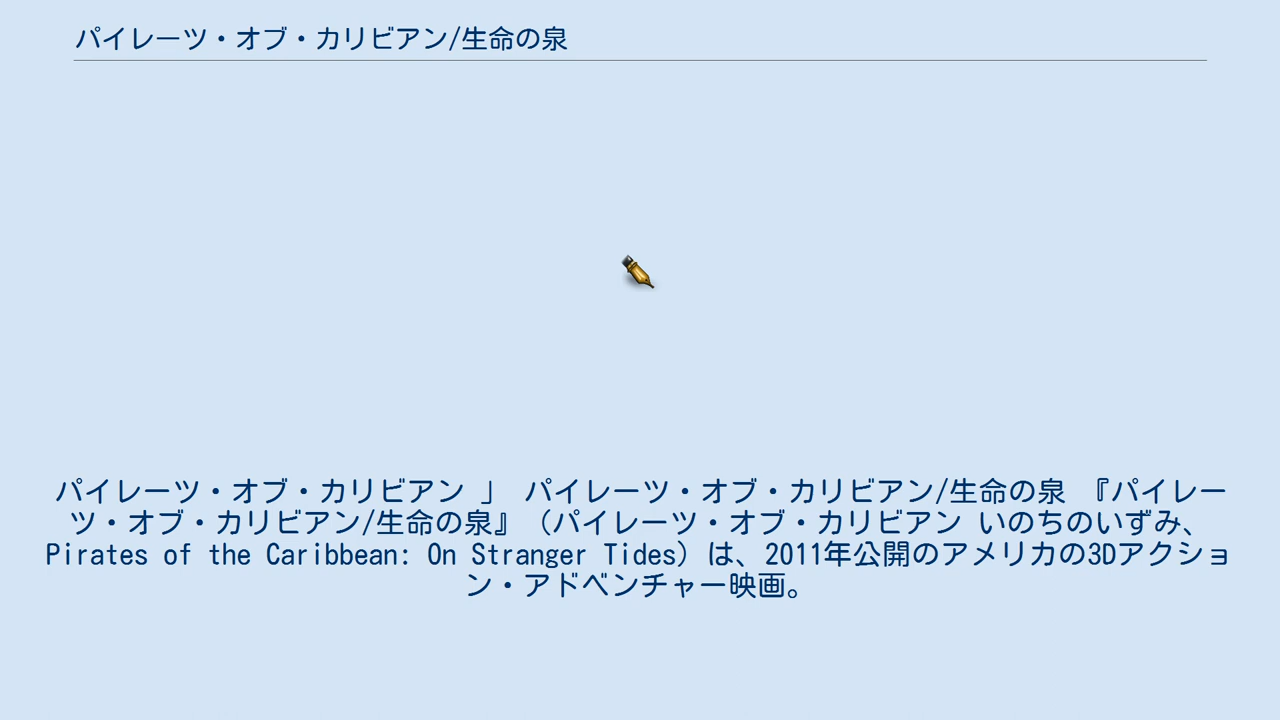 パイレーツ・オブ・カリビアン/生命の泉
パイレーツ・オブ・カリビアン 」 パイレーツ・オブ・カリビアン/生命の泉 『パイレー
ツ・オブ・カリビアン/生命の泉』（パイレーツ・オブ・カリビアン いのちのいずみ、
Pirates of the Caribbean: On Stranger Tides）は、2011年公開のアメリカの3Dアクショ
ン・アドベンチャー映画。